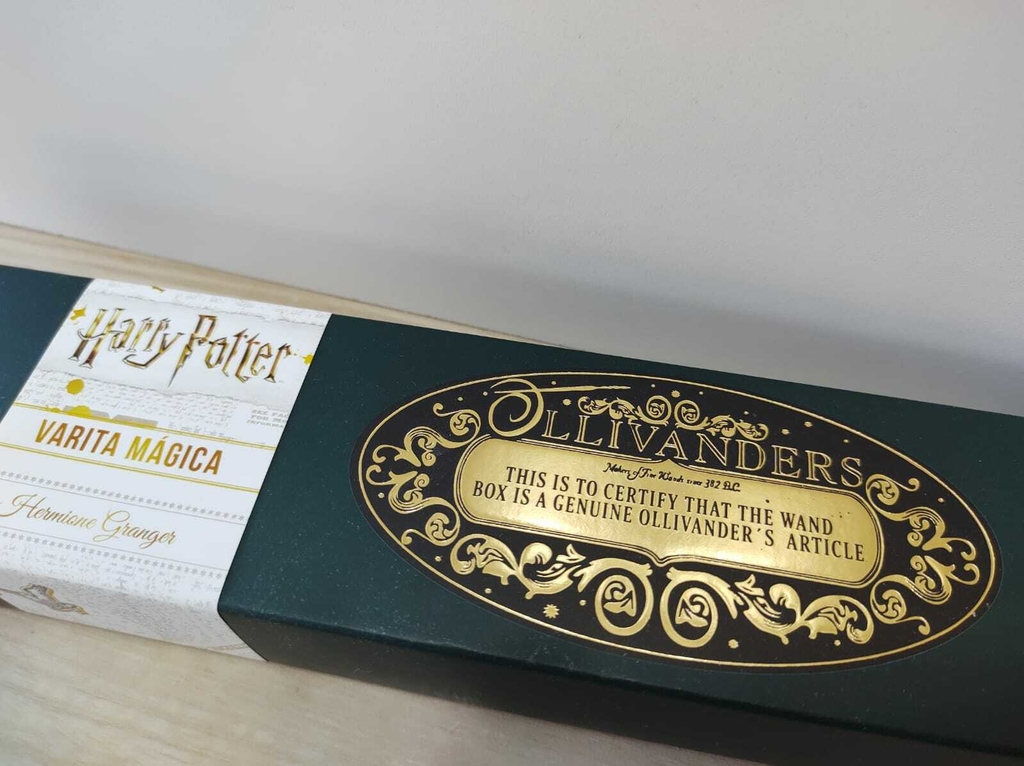 Harry Potter
VARITA MÁGICA
Hermione Granger
OLLIVANDERS
Makers of Fine Wands since 382 B.C.
THIS IS TO CERTIFY THAT THE WAND
BOX IS A GENUINE OLLIVANDER´S ARTICLE